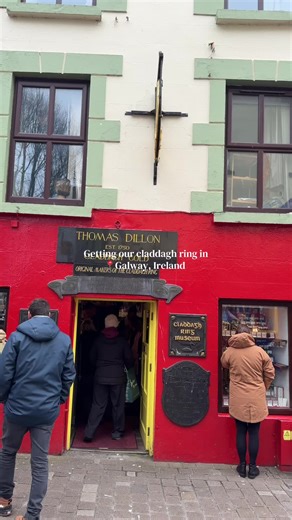 THOMAS DILLON
EST. 1750
Getting our claddagh ring in
Galway, Ireland
ORIGINAL MAKERS OF THE CLADDAGH RING
CLADDAGH
RING
MUSEUM